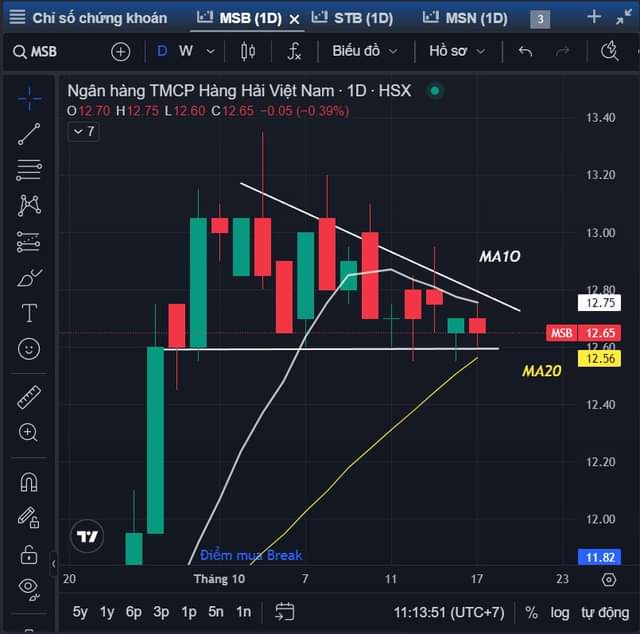 Chỉ số chứng khoán MSB (1D) STB (1D) MSN (1D) 3
MSB D W Biểu đồ Hồ sơ
Ngân hàng TMCP Hàng Hải Việt Nam · 1D · HSX
O12.70 H12.75 L12.60 C12.65 −0.05 (−0.39%)
7
13.40
13.20
13.00
MA10
12.80
12.75
MSB 12.65
12.60
12.56
MA20
12.40
12.20
12.00
Điểm mua Break
11.82
20 Tháng 10 7 11 17 23
5y 1y 6p 3p 1p 5n 1n 11:13:51 (UTC+7) % log tự động